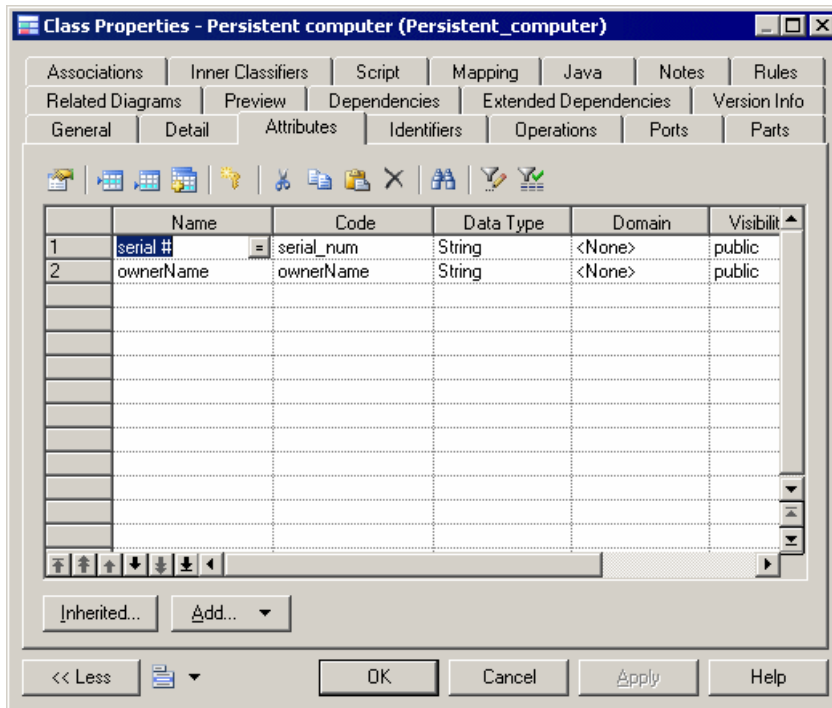 Class Properties - Persistent computer (Persistent_computer)
Associations Inner Classifiers Script Mapping Java Notes Rules
Related Diagrams Preview Dependencies Extended Dependencies Version Info
General Detail Attributes Identifiers Operations Ports Parts
Name Code Data Type Domain Visibilit
1 serial # = serial_num String <None> public
2 ownerName ownerName String <None> public
Inherited... Add...
<< Less OK Cancel Apply Help